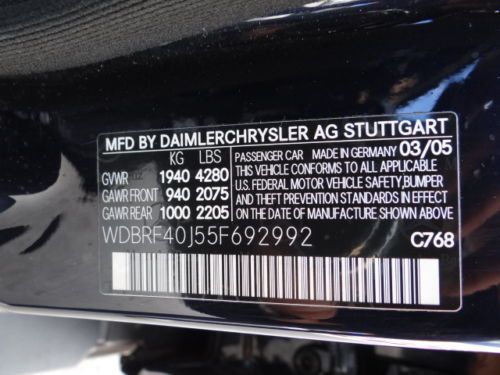 MFD BY DAIMLERCHRYSLER AG STUTTGART
KG LBS PASSENGER CAR MADE IN GERMANY 03/05
GVWR 1940 4280 VEHICLE CONFORMS TO ALL APPLICABLE
GAWR FRONT 940 2075 U.S. FEDERAL MOTOR VEHICLE SAFETY, BUMPER
GAWR REAR 1000 2205 AND THEFT PREVENTION STANDARDS IN EFFECT
ON THE DATE OF MANUFACTURE SHOWN ABOVE.
WDBRF40J55F692992 C768